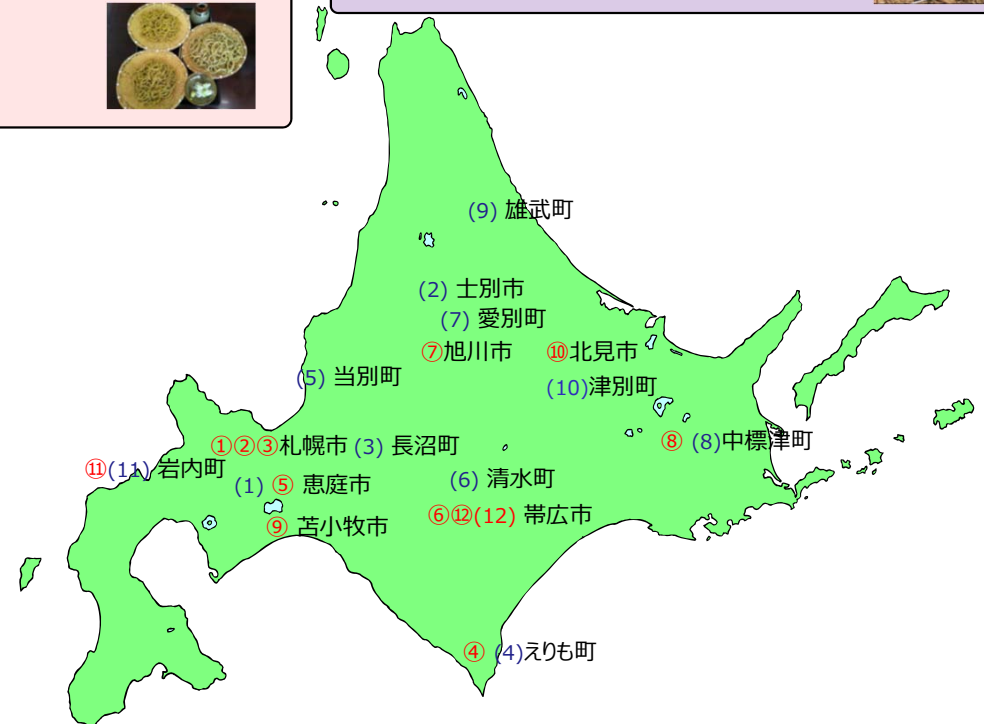 (9) 雄武町
(2) 士別市
(7) 愛別町
⑦旭川市
⑩北見市
(5) 当別町
(10)津別町
①②③札幌市
(3) 長沼町
⑧ (8)中標津町
⑪(11) 岩内町
(1) ⑤ 恵庭市
(6) 清水町
⑥⑫(12) 帯広市
⑨ 苫小牧市
④ (4)えりも町